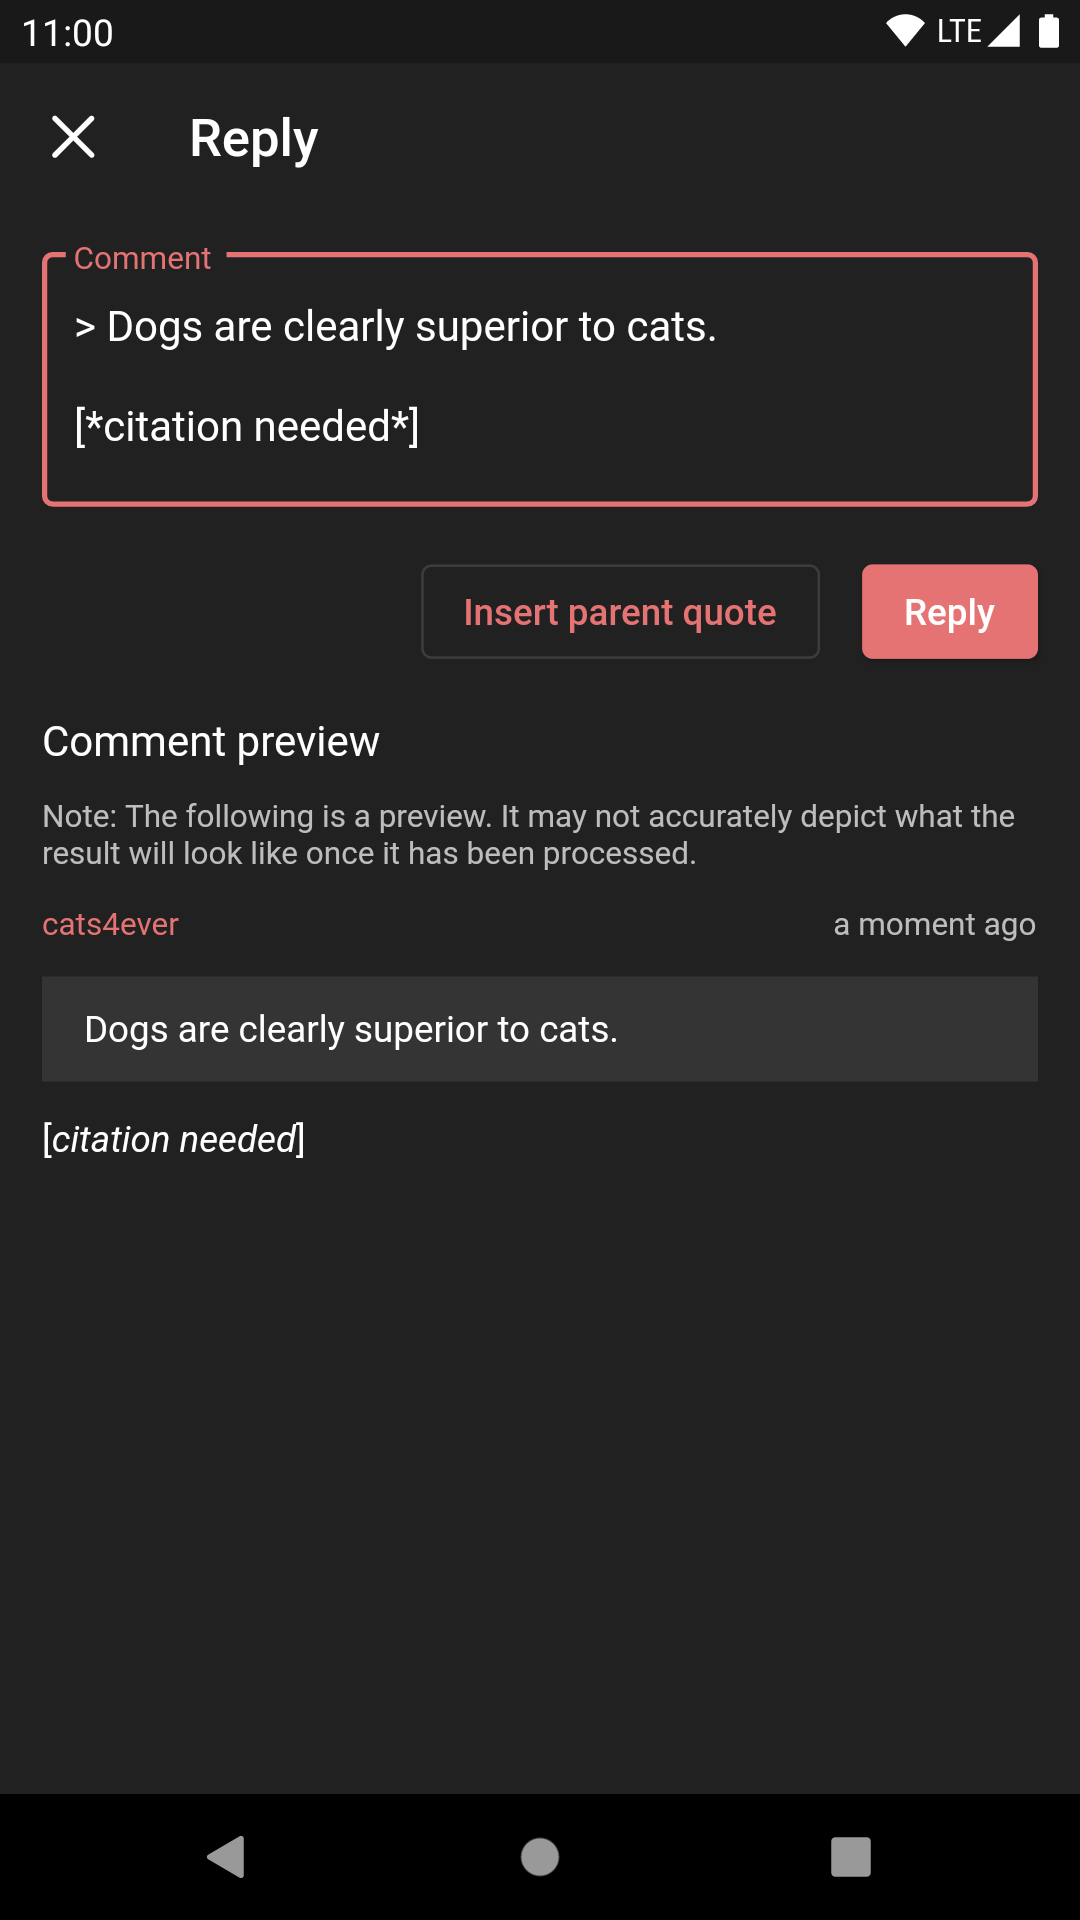 11:00
LTE
Reply
Comment
> Dogs are clearly superior to cats.
[*citation needed*]
Insert parent quote
Reply
Comment preview
Note: The following is a preview. It may not accurately depict what the
result will look like once it has been processed.
cats4ever
a moment ago
Dogs are clearly superior to cats.
[citation needed]